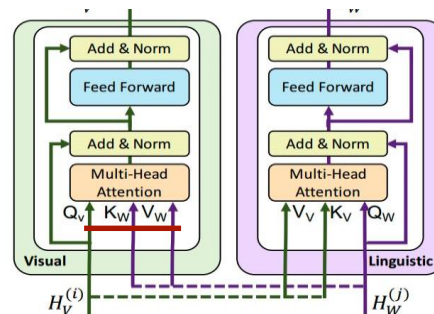 Add & Norm
Feed Forward
Add & Norm
Multi-Head
Attention
Q_v K_W V_W
Visual
H_V^(i)
Add & Norm
Feed Forward
Add & Norm
Multi-Head
Attention
V_V K_V Q_W
Linguistic
H_W^(j)